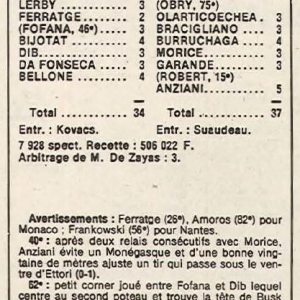 LERBY .......... 3
FERRATGE ....... 2
(FOFANA, 46e) .... 3
BIJOTAT ......... 4
DIB............. 3
DA FONSECA ..... 3
BELLONE ........ 4
Total ........... 34
Entr. : Kovacs.
(OBRY, 75e)
OLARTICOECHEA . 3
BRACIGLIANO .... 3
BURRUCHAGA .... 4
MORICE.......... 3
GARANDE........ 3
(ROBERT, 15e)
ANZIANI.......... 5
Total ........... 37
Entr. : Suaudeau.
7 928 spect. Recette : 506 022 F.
Arbitrage de M. De Zayas : 3.
Avertissements : Ferratge (26e), Amoros (82e) pour
Monaco ; Frankowski (56e) pour Nantes.
40e : après deux relais consécutifs avec Morice,
Anziani évite un Monégasque et d'une bonne ving-
taine de mètres ajuste un tir qui passe sous le ven-
tre d'Ettori (0-1).
52e : petit corner joué entre Fofana et Dib lequel
centre au second poteau et trouve la tête de Busk